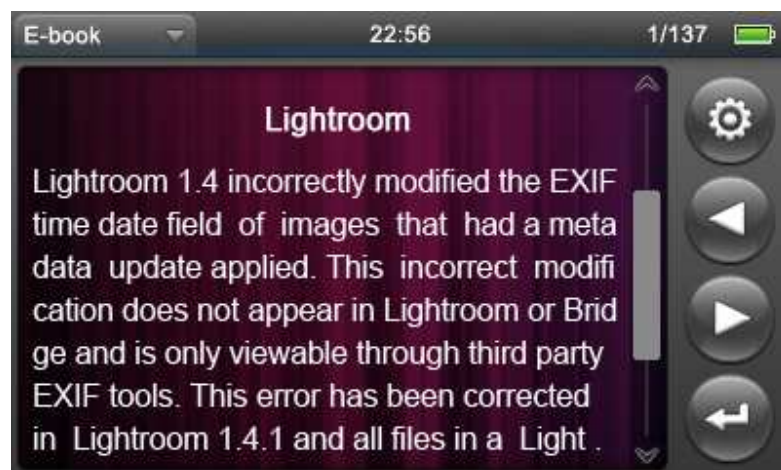 E-book 22:56 1/137
Lightroom
Lightroom 1.4 incorrectly modified the EXIF
time date field of images that had a meta
data update applied. This incorrect modifi
cation does not appear in Lightroom or Brid
ge and is only viewable through third party
EXIF tools. This error has been corrected
in Lightroom 1.4.1 and all files in a Light .